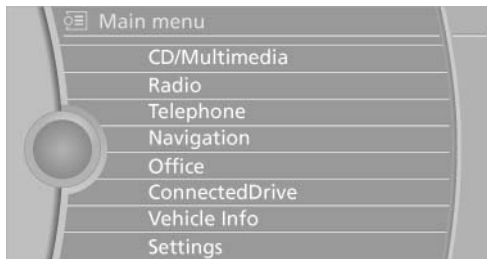 Main menu
CD/Multimedia
Radio
Telephone
Navigation
Office
ConnectedDrive
Vehicle Info
Settings